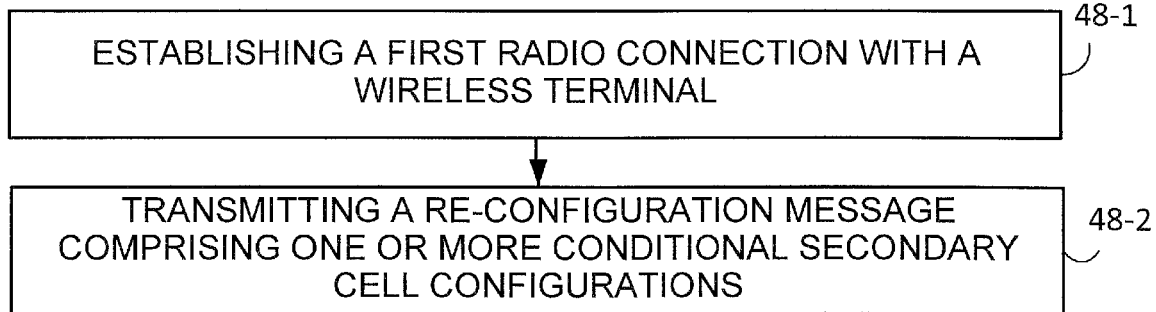 48-1
ESTABLISHING A FIRST RADIO CONNECTION WITH A
WIRELESS TERMINAL
TRANSMITTING A RE-CONFIGURATION MESSAGE
COMPRISING ONE OR MORE CONDITIONAL SECONDARY
CELL CONFIGURATIONS
48-2